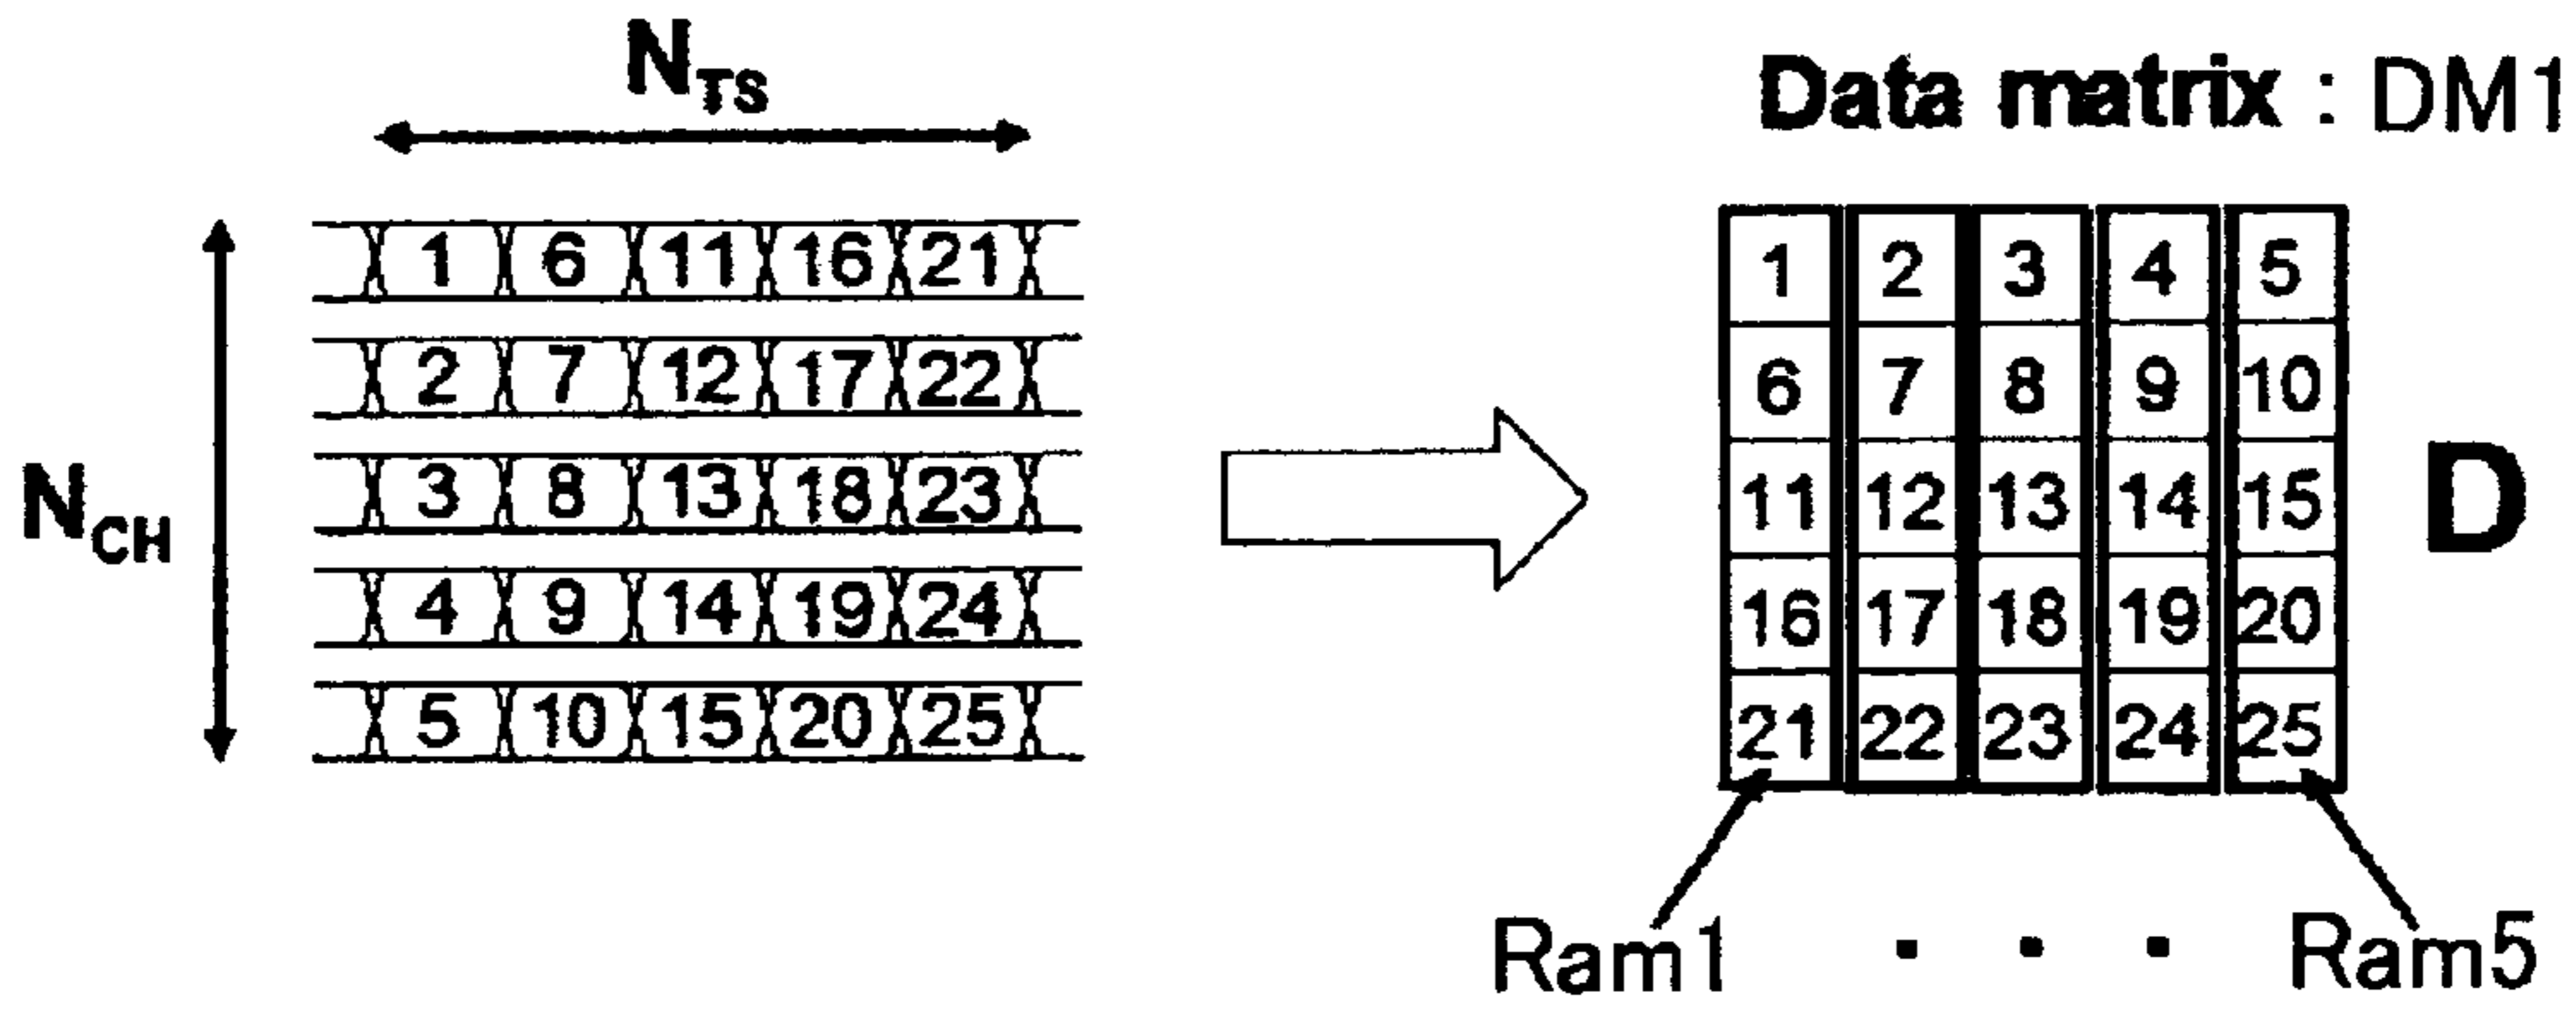 N_TS
Data matrix : DM1
N_CH
1 6 11 16 21
2 7 12 17 22
3 8 13 18 23
4 9 14 19 24
5 10 15 20 25
1 2 3 4 5
6 7 8 9 10
11 12 13 14 15
16 17 18 19 20
21 22 23 24 25
D
Ram1 · · · Ram5